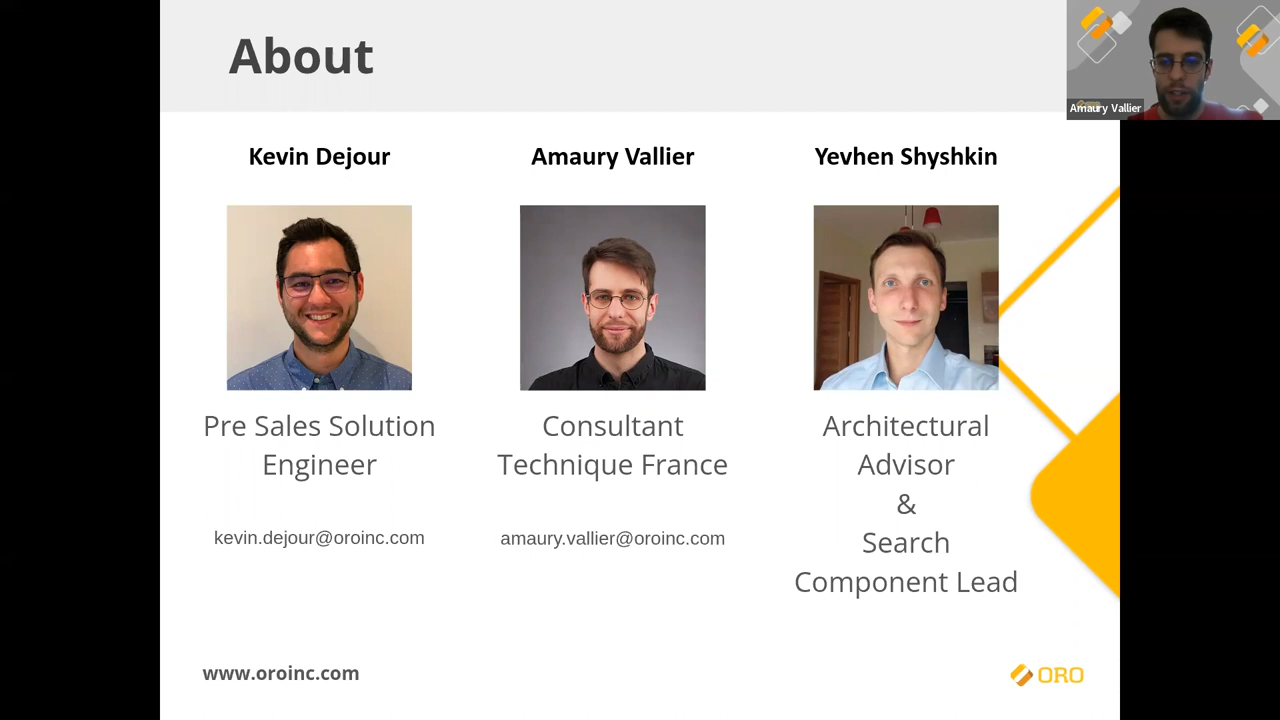 About
Amaury Vallier
Kevin Dejour
Amaury Vallier
Yevhen Shyshkin
Pre Sales Solution
Engineer
kevin.dejour@oroinc.com
Consultant
Technique France
amaury.vallier@oroinc.com
Architectural
Advisor
&
Search
Component Lead
www.oroinc.com
ORO